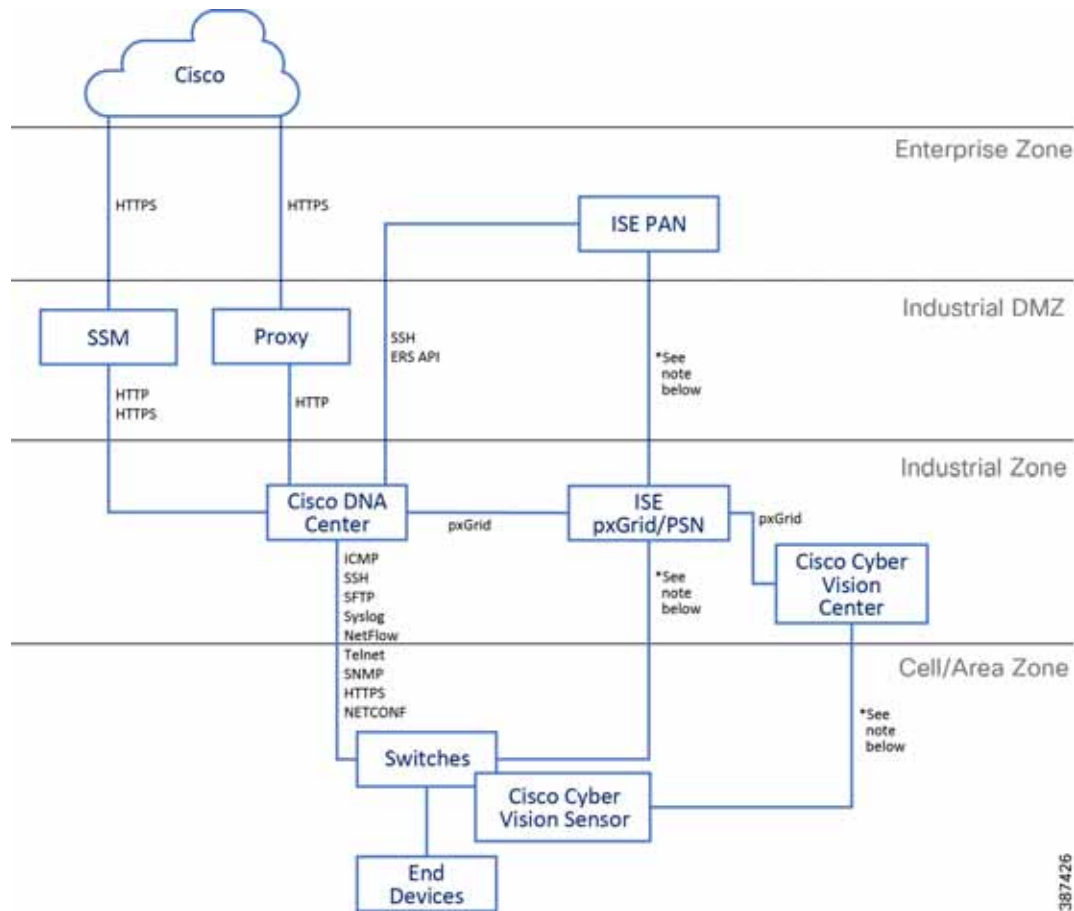 Cisco
Enterprise Zone
HTTPS
HTTPS
ISE PAN
Industrial DMZ
SSM
Proxy
SSH
ERS API
*See
note
below
HTTP
HTTPS
HTTP
Industrial Zone
Cisco DNA
Center
pxGrid
ISE
pxGrid/PSN
pxGrid
Cisco Cyber
Vision
Center
ICMP
SSH
SFTP
Syslog
NetFlow
Telnet
SNMP
HTTPS
NETCONF
*See
note
below
Cell/Area Zone
*See
note
below
Switches
Cisco Cyber
Vision Sensor
End
Devices
387426